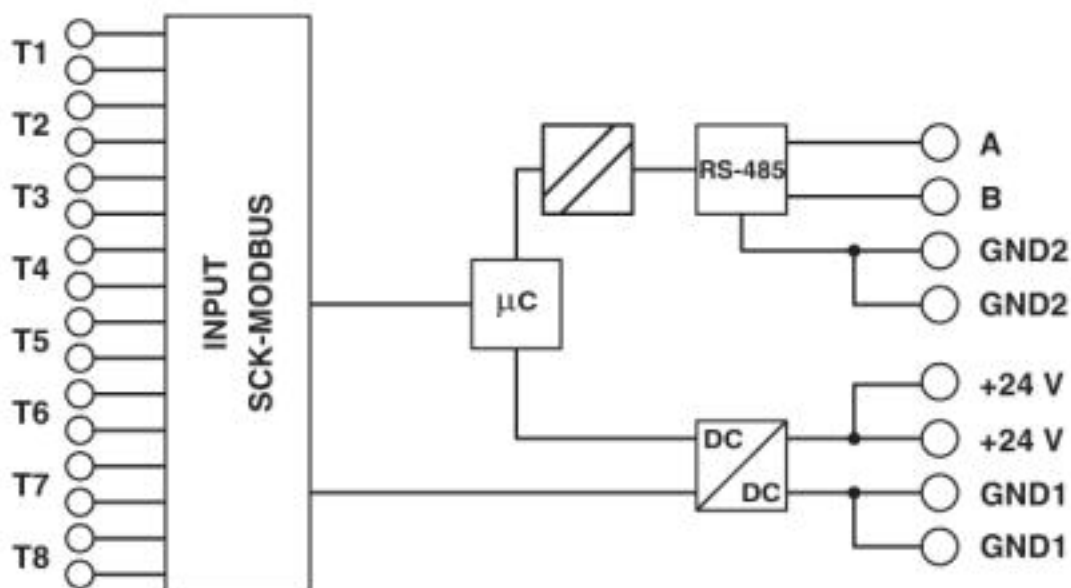 T1
T2
T3
T4
T5
T6
T7
T8
INPUT
SCK-MODBUS
µC
RS-485
DC
DC
A
B
GND2
GND2
+24 V
+24 V
GND1
GND1